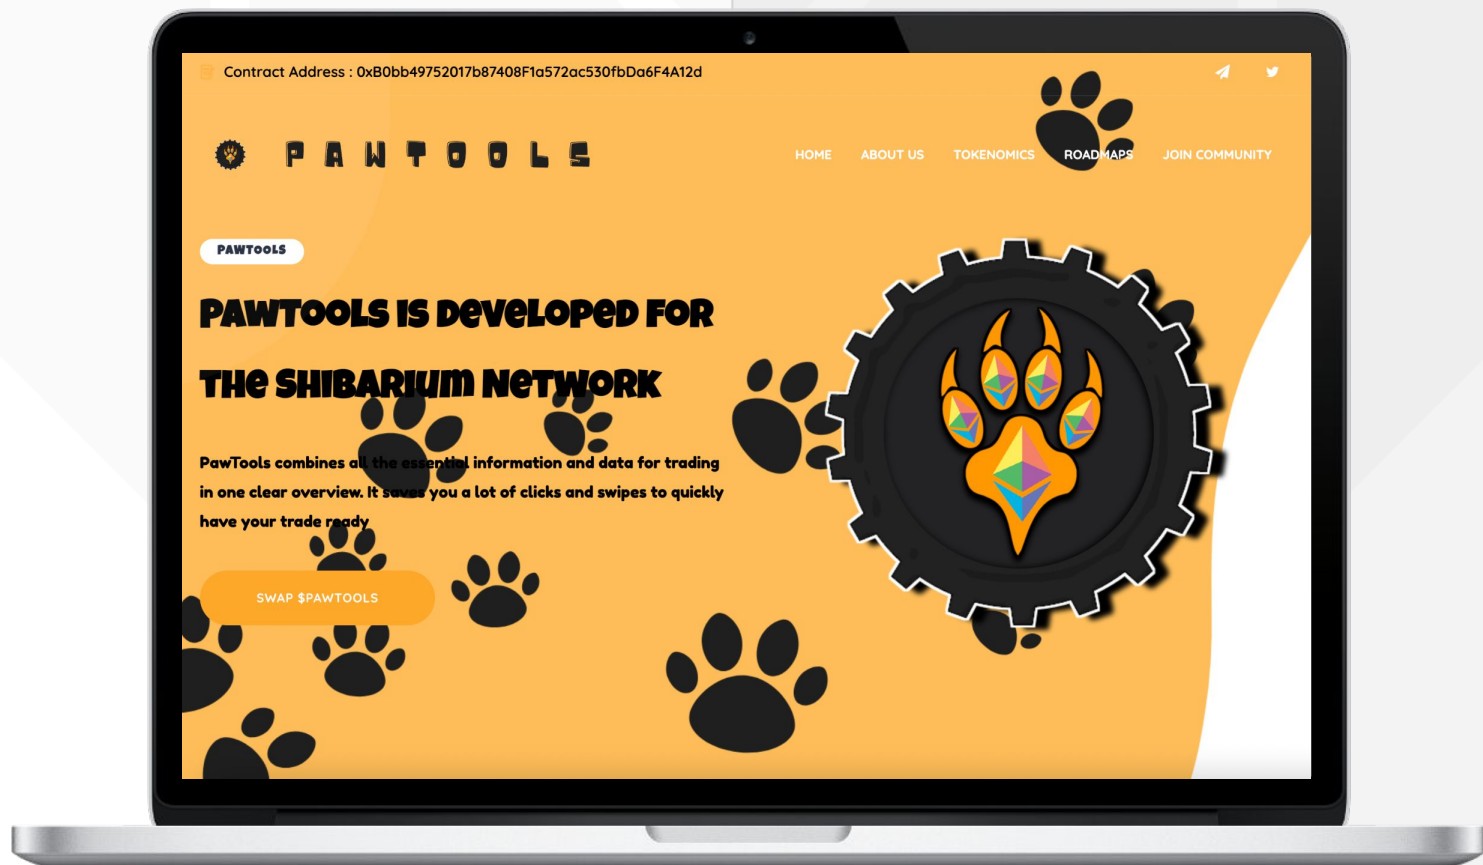 Contract Address : 0xB0bb49752017b87408F1a572ac530fbDa6F4A12d
PAWTOOLS
HOME ABOUT US TOKENOMICS ROADMAPS JOIN COMMUNITY
PAWTOOLS
PAWTOOLS IS DEVELOPED FOR
THE SHIBARIUM NETWORK
PawTools combines all the essential information and data for trading
in one clear overview. It saves you a lot of clicks and swipes to quickly
have your trade ready
SWAP $PAWTOOLS